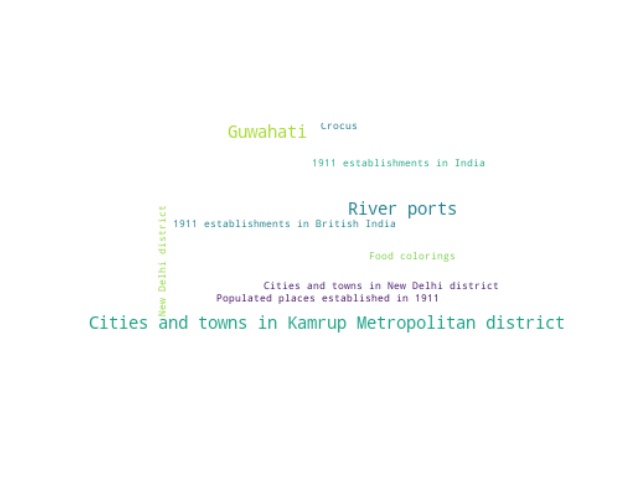 Guwahati
Crocus
1911 establishments in India
River ports
New Delhi district
1911 establishments in British India
Food colorings
Cities and towns in New Delhi district
Populated places established in 1911
Cities and towns in Kamrup Metropolitan district